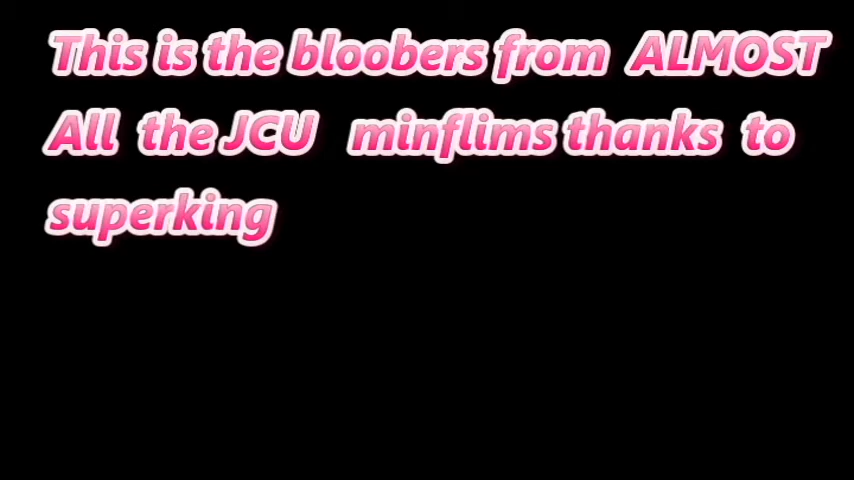 This is the bloobers from ALMOST
All the JCU minflims thanks to
superking